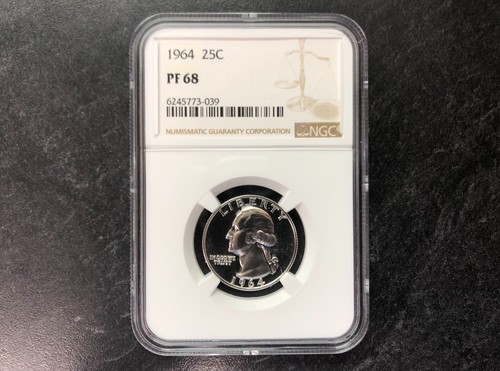 1964 25C
PF 68
6245773-039
NUMISMATIC GUARANTY CORPORATION
NGC
LIBERTY
IN GOD WE
TRUST
1964